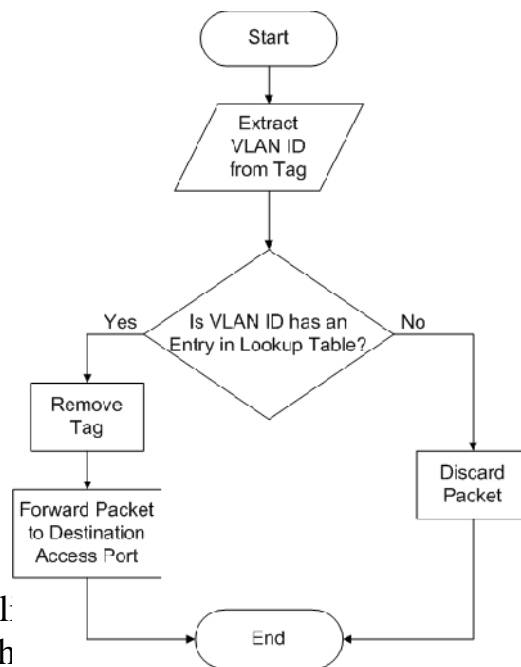 Start
Extract
VLAN ID
from Tag
Is VLAN ID has an
Entry in Lookup Table?
Yes
No
Remove
Tag
Discard
Packet
Forward Packet
to Destination
Access Port
End